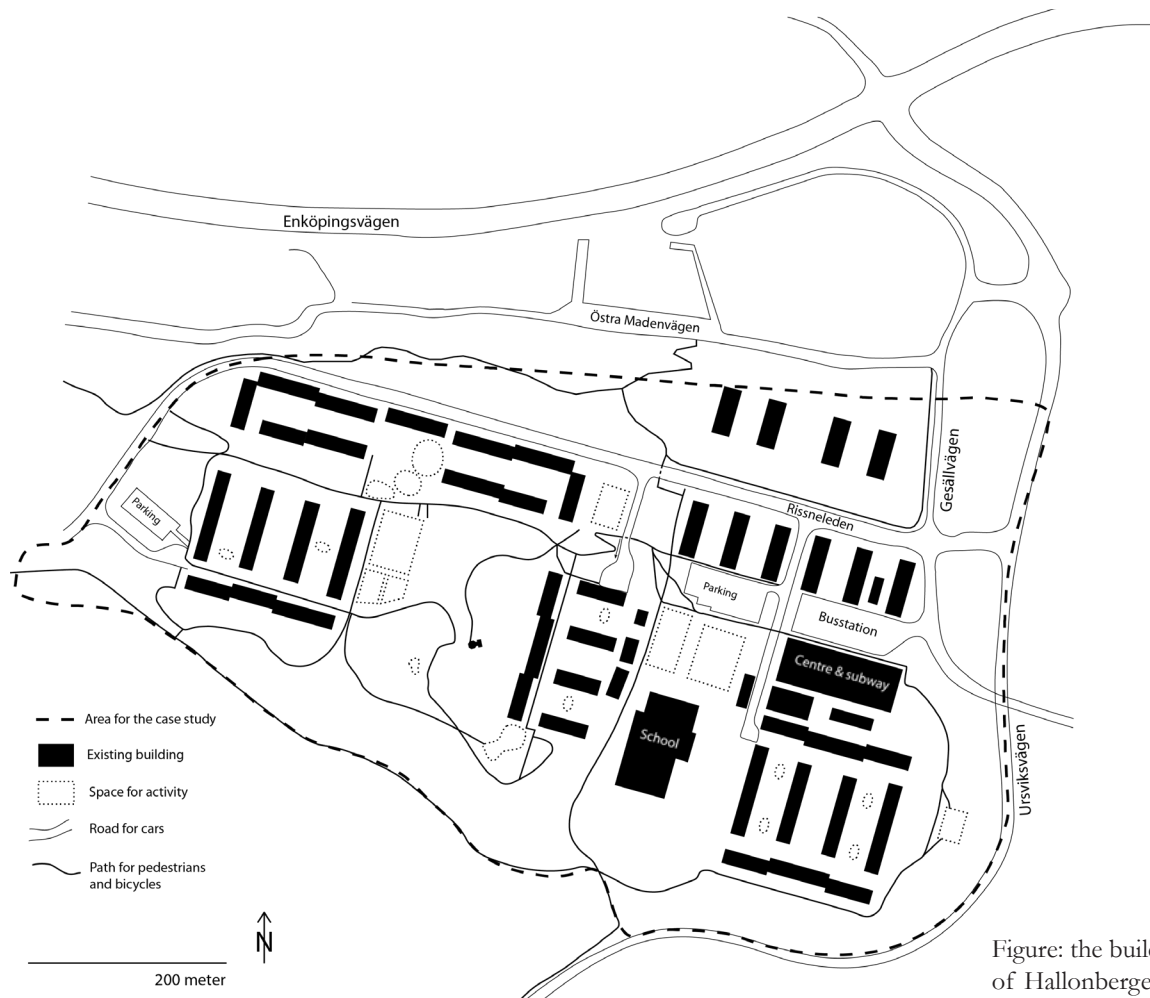 Enköpingsvägen
Östra Madenvägen
Gesällvägen
Rissneleden
Parking
Parking
Busstation
Centre & subway
School
Ursviksvägen
Area for the case study
Existing building
Space for activity
Road for cars
Path for pedestrians
and bicycles
N
200 meter
Figure: the buil
of Hallonberge